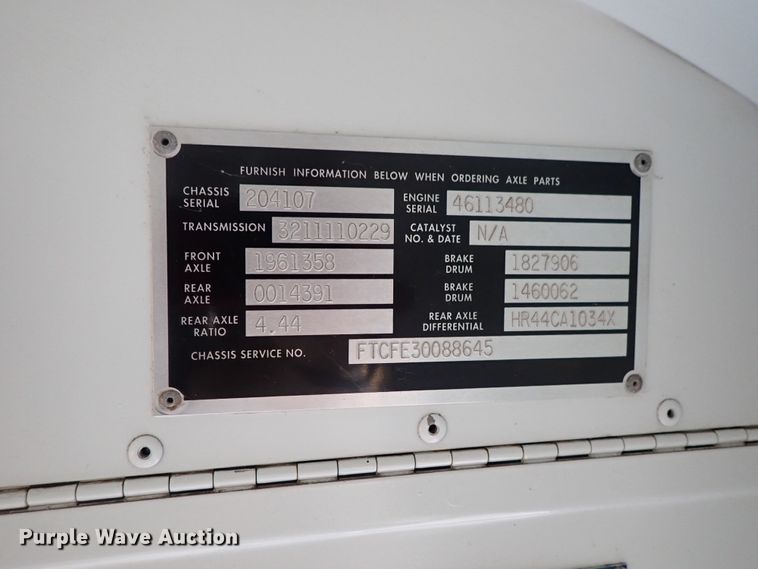 FURNISH INFORMATION BELOW WHEN ORDERING AXLE PARTS
CHASSIS SERIAL 204107 ENGINE SERIAL 46113480
TRANSMISSION 3211110229 CATALYST NO. & DATE N/A
FRONT AXLE 1961358 BRAKE DRUM 1827906
REAR AXLE 0014391 BRAKE DRUM 1460062
REAR AXLE RATIO 4.44 REAR AXLE DIFFERENTIAL HR44CA1034X
CHASSIS SERVICE NO. FTCFE30088645
Purple Wave Auction